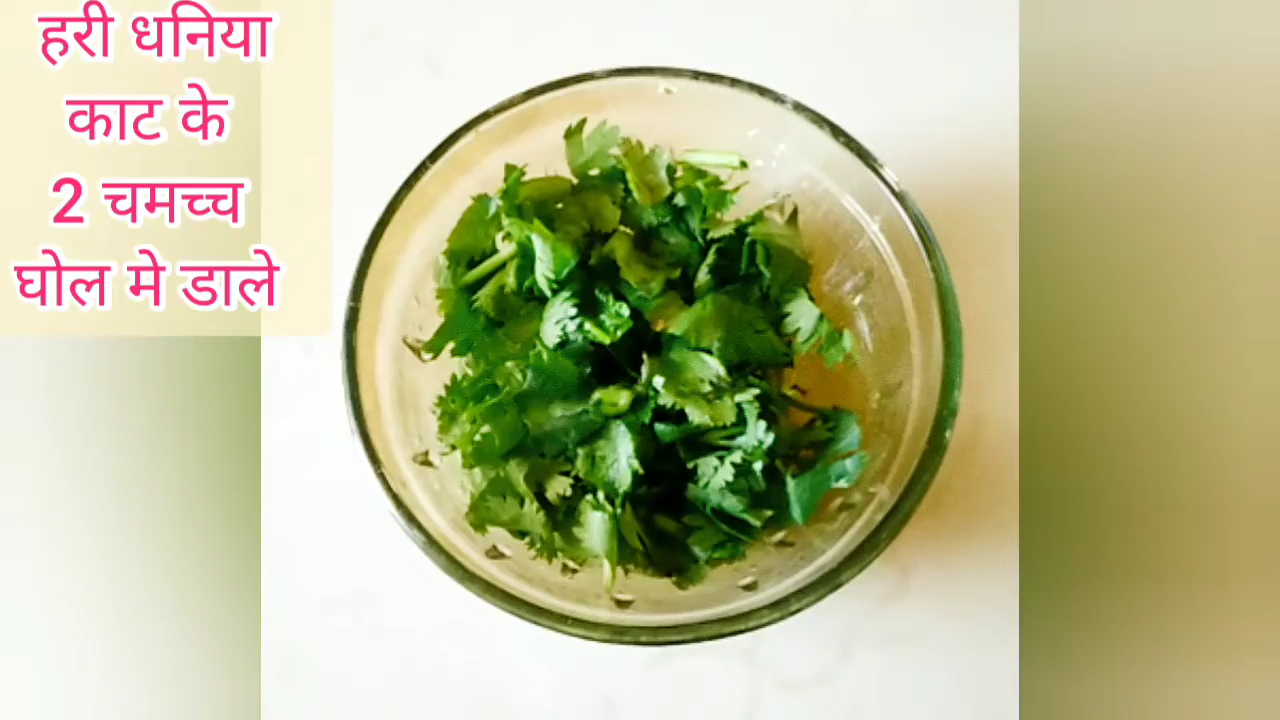 हरी धनिया
काट के
2 चमच्च
घोल मे डाले